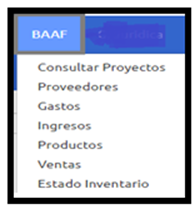 BAAF
Consultar Proyectos
Proveedores
Gastos
Ingresos
Productos
Ventas
Estado Inventario